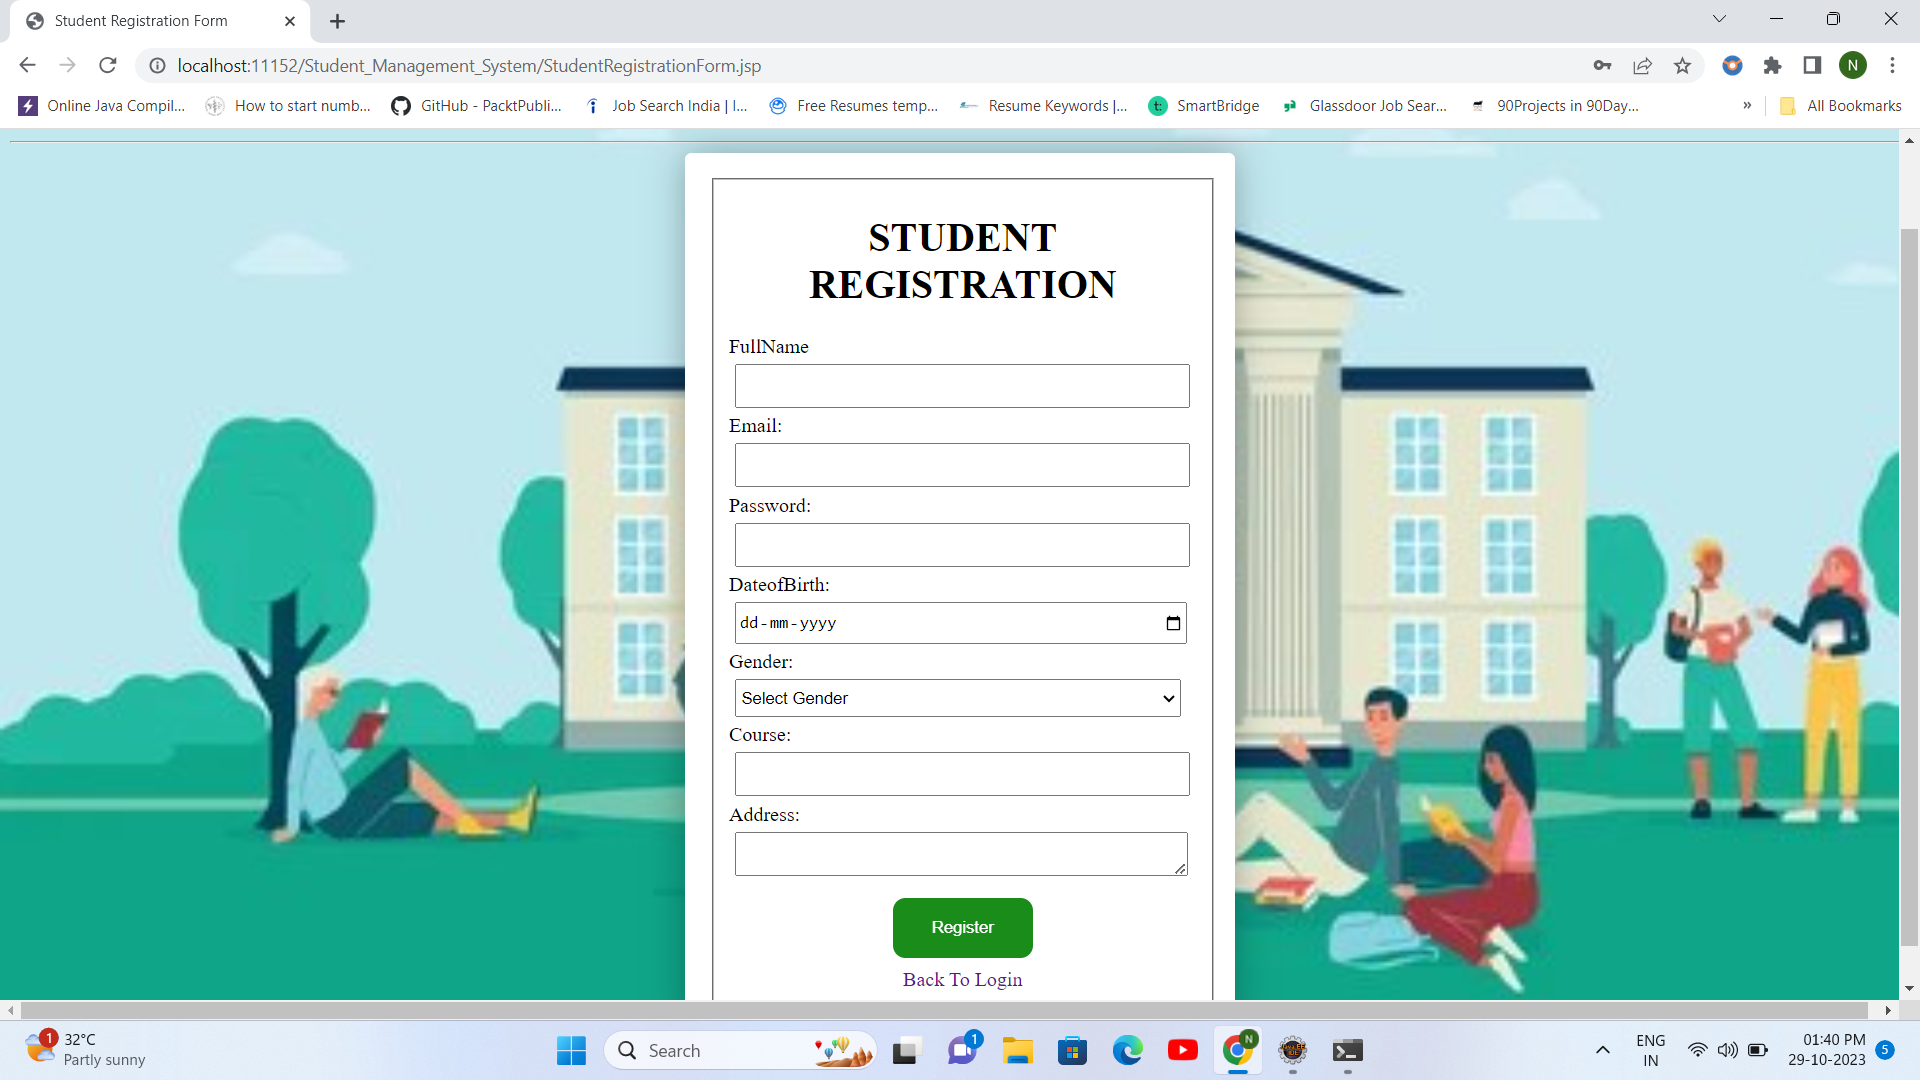 Student Registration Form
localhost:11152/Student_Management_System/StudentRegistrationForm.jsp
N
Online Java Compil...
How to start numb...
GitHub - PacktPubli...
Job Search India | I...
Free Resumes temp...
Resume Keywords |...
t:
SmartBridge
Glassdoor Job Sear...
90Projects in 90Day...
»
All Bookmarks
STUDENT
REGISTRATION
FullName
Email:
Password:
DateofBirth:
dd-mm-yyyy
Gender:
Select Gender
Course:
Address:
Register
Back To Login
1
32°C
Partly sunny
Search
1
N
ENG
IN
01:40 PM
29-10-2023
5